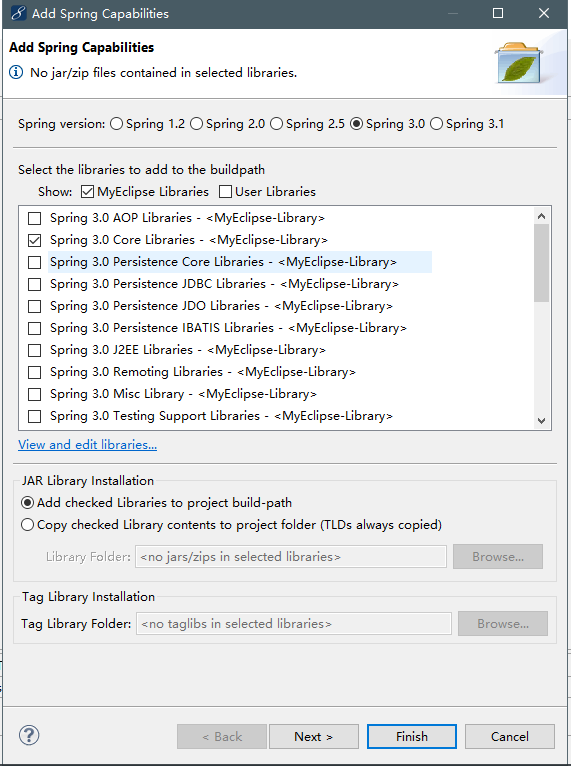 Add Spring Capabilities
Add Spring Capabilities
No jar/zip files contained in selected libraries.
Spring version: Spring 1.2 Spring 2.0 Spring 2.5 Spring 3.0 Spring 3.1
Select the libraries to add to the buildpath
Show: MyEclipse Libraries User Libraries
Spring 3.0 AOP Libraries - <MyEclipse-Library>
Spring 3.0 Core Libraries - <MyEclipse-Library>
Spring 3.0 Persistence Core Libraries - <MyEclipse-Library>
Spring 3.0 Persistence JDBC Libraries - <MyEclipse-Library>
Spring 3.0 Persistence JDO Libraries - <MyEclipse-Library>
Spring 3.0 Persistence IBATIS Libraries - <MyEclipse-Library>
Spring 3.0 J2EE Libraries - <MyEclipse-Library>
Spring 3.0 Remoting Libraries - <MyEclipse-Library>
Spring 3.0 Misc Library - <MyEclipse-Library>
Spring 3.0 Testing Support Libraries - <MyEclipse-Library>
View and edit libraries...
JAR Library Installation
Add checked Libraries to project build-path
Copy checked Library contents to project folder (TLDs always copied)
Library Folder: <no jars/zips in selected libraries> Browse...
Tag Library Installation
Tag Library Folder: <no taglibs in selected libraries> Browse...
? < Back Next > Finish Cancel